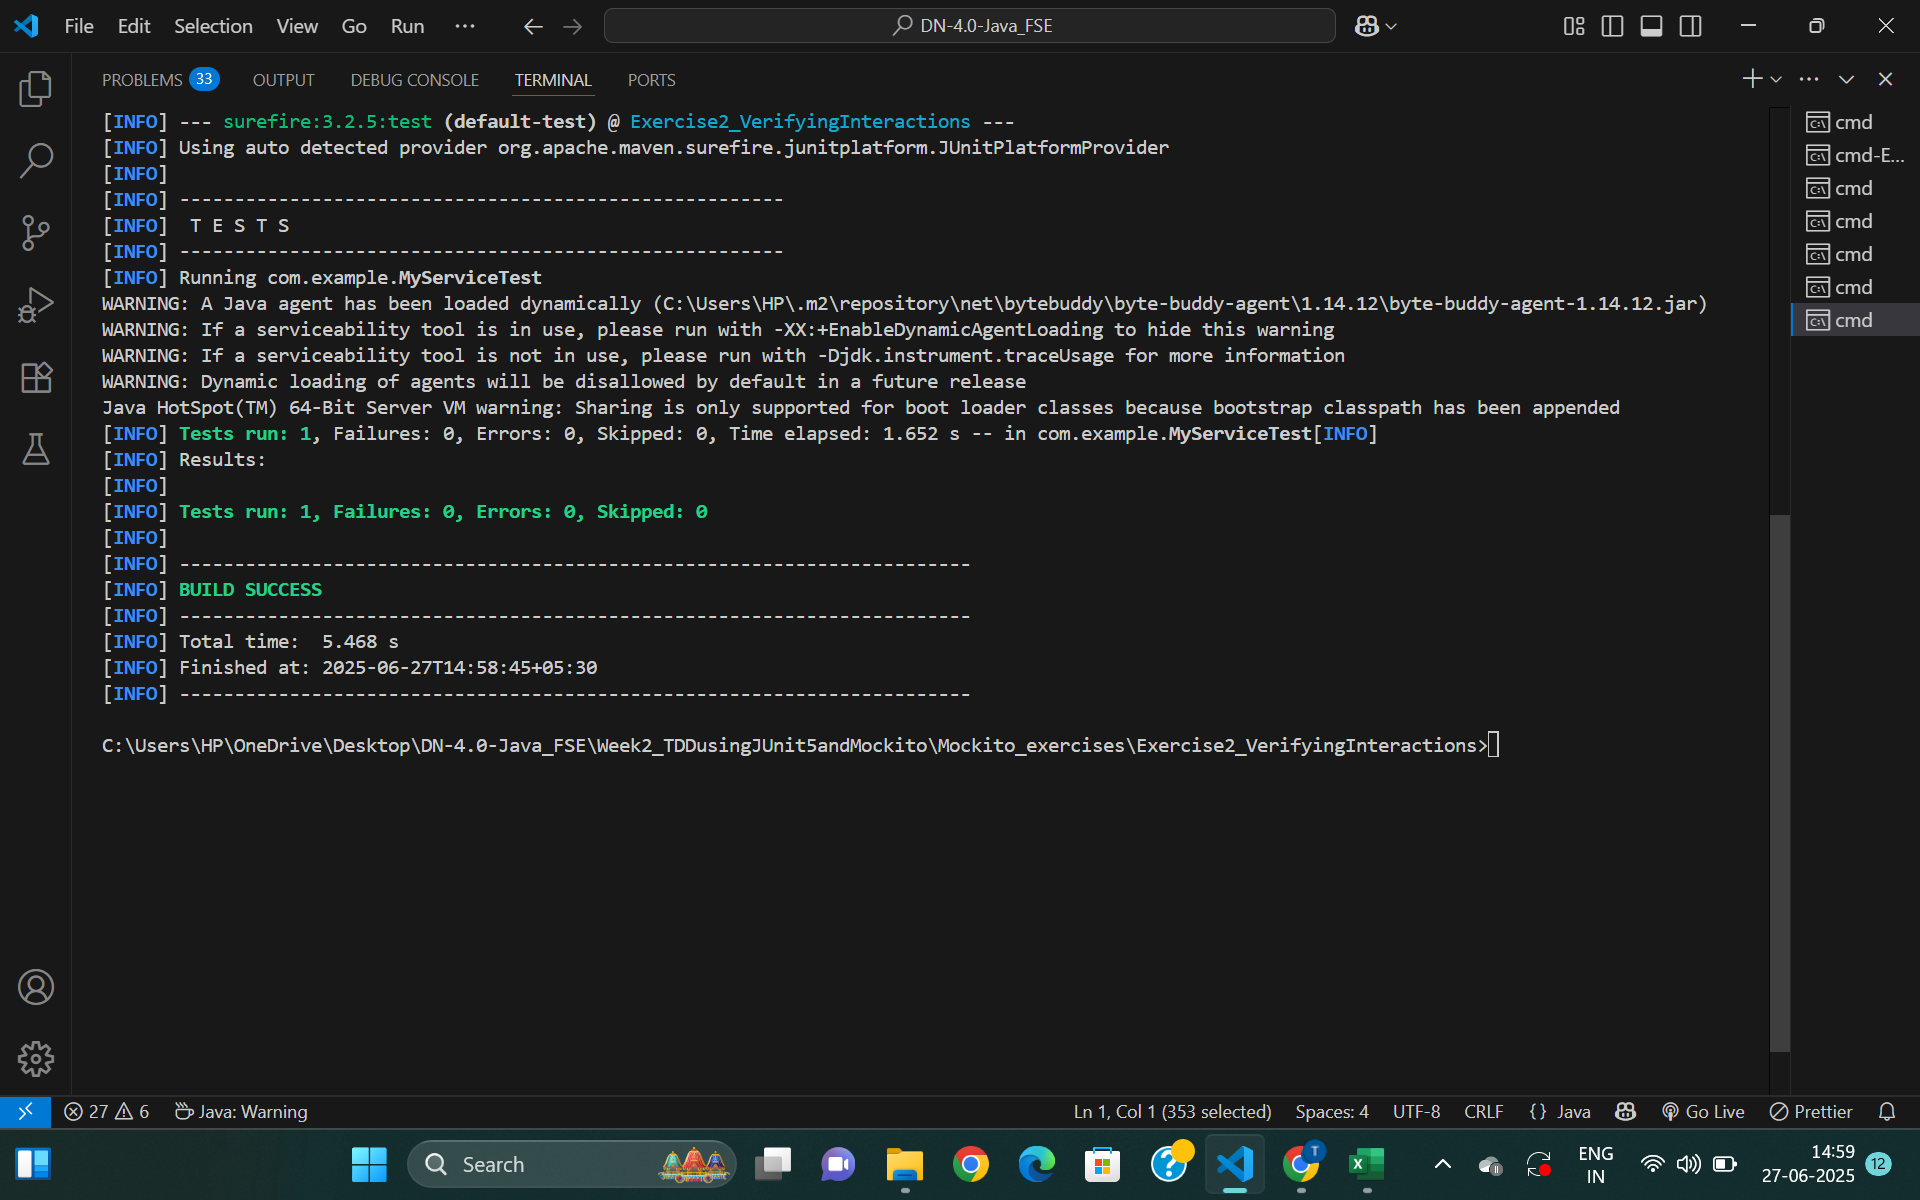 File Edit Selection View Go Run ··· DN-4.0-Java_FSE
PROBLEMS 33 OUTPUT DEBUG CONSOLE TERMINAL PORTS
[INFO] --- surefire:3.2.5:test (default-test) @ Exercise2_VerifyingInteractions ---
[INFO] Using auto detected provider org.apache.maven.surefire.junitplatform.JUnitPlatformProvider
[INFO]
[INFO] -------------------------------------------------------
[INFO]  T E S T S
[INFO] -------------------------------------------------------
[INFO] Running com.example.MyServiceTest
WARNING: A Java agent has been loaded dynamically (C:\Users\HP\.m2\repository\net\bytebuddy\byte-buddy-agent\1.14.12\byte-buddy-agent-1.14.12.jar)
WARNING: If a serviceability tool is in use, please run with -XX:+EnableDynamicAgentLoading to hide this warning
WARNING: If a serviceability tool is not in use, please run with -Djdk.instrument.traceUsage for more information
WARNING: Dynamic loading of agents will be disallowed by default in a future release
Java HotSpot(TM) 64-Bit Server VM warning: Sharing is only supported for boot loader classes because bootstrap classpath has been appended
[INFO] Tests run: 1, Failures: 0, Errors: 0, Skipped: 0, Time elapsed: 1.652 s -- in com.example.MyServiceTest[INFO]
[INFO] Results:
[INFO]
[INFO] Tests run: 1, Failures: 0, Errors: 0, Skipped: 0
[INFO]
[INFO] ------------------------------------------------------------------------
[INFO] BUILD SUCCESS
[INFO] ------------------------------------------------------------------------
[INFO] Total time:  5.468 s
[INFO] Finished at: 2025-06-27T14:58:45+05:30
[INFO] ------------------------------------------------------------------------
C:\Users\HP\OneDrive\Desktop\DN-4.0-Java_FSE\Week2_TDDusingJUnit5andMockito\Mockito_exercises\Exercise2_VerifyingInteractions>
cmd
cmd-E...
cmd
cmd
cmd
cmd
cmd
27 6 Java: Warning Ln 1, Col 1 (353 selected) Spaces: 4 UTF-8 CRLF {} Java Go Live Prettier
Search T ENG IN 14:59 27-06-2025 12